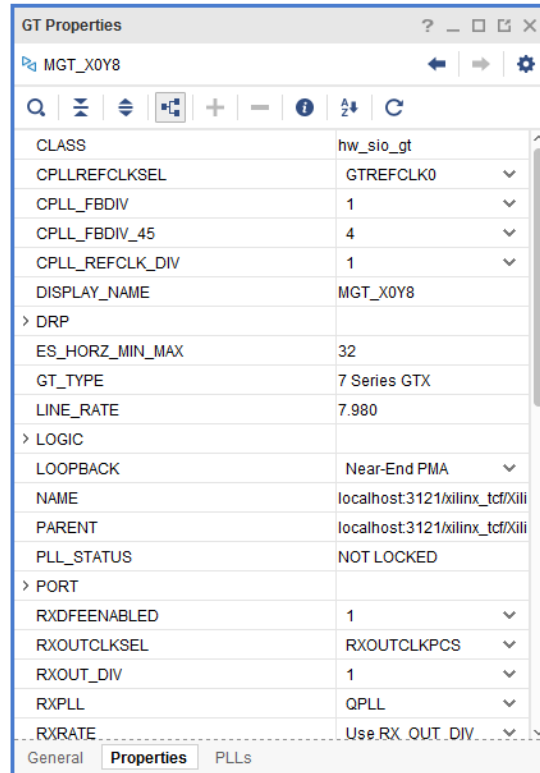 GT Properties
MGT_X0Y8
CLASS hw_sio_gt
CPLLREFCLKSEL GTREFCLK0
CPLL_FBDIV 1
CPLL_FBDIV_45 4
CPLL_REFCLK_DIV 1
DISPLAY_NAME MGT_X0Y8
> DRP
ES_HORZ_MIN_MAX 32
GT_TYPE 7 Series GTX
LINE_RATE 7.980
> LOGIC
LOOPBACK Near-End PMA
NAME localhost:3121/xilinx_tcf/Xili
PARENT localhost:3121/xilinx_tcf/Xili
PLL_STATUS NOT LOCKED
> PORT
RXDFEENABLED 1
RXOUTCLKSEL RXOUTCLKPCS
RXOUT_DIV 1
RXPLL QPLL
RXRATE Use RX_OUT_DIV
General Properties PLLs